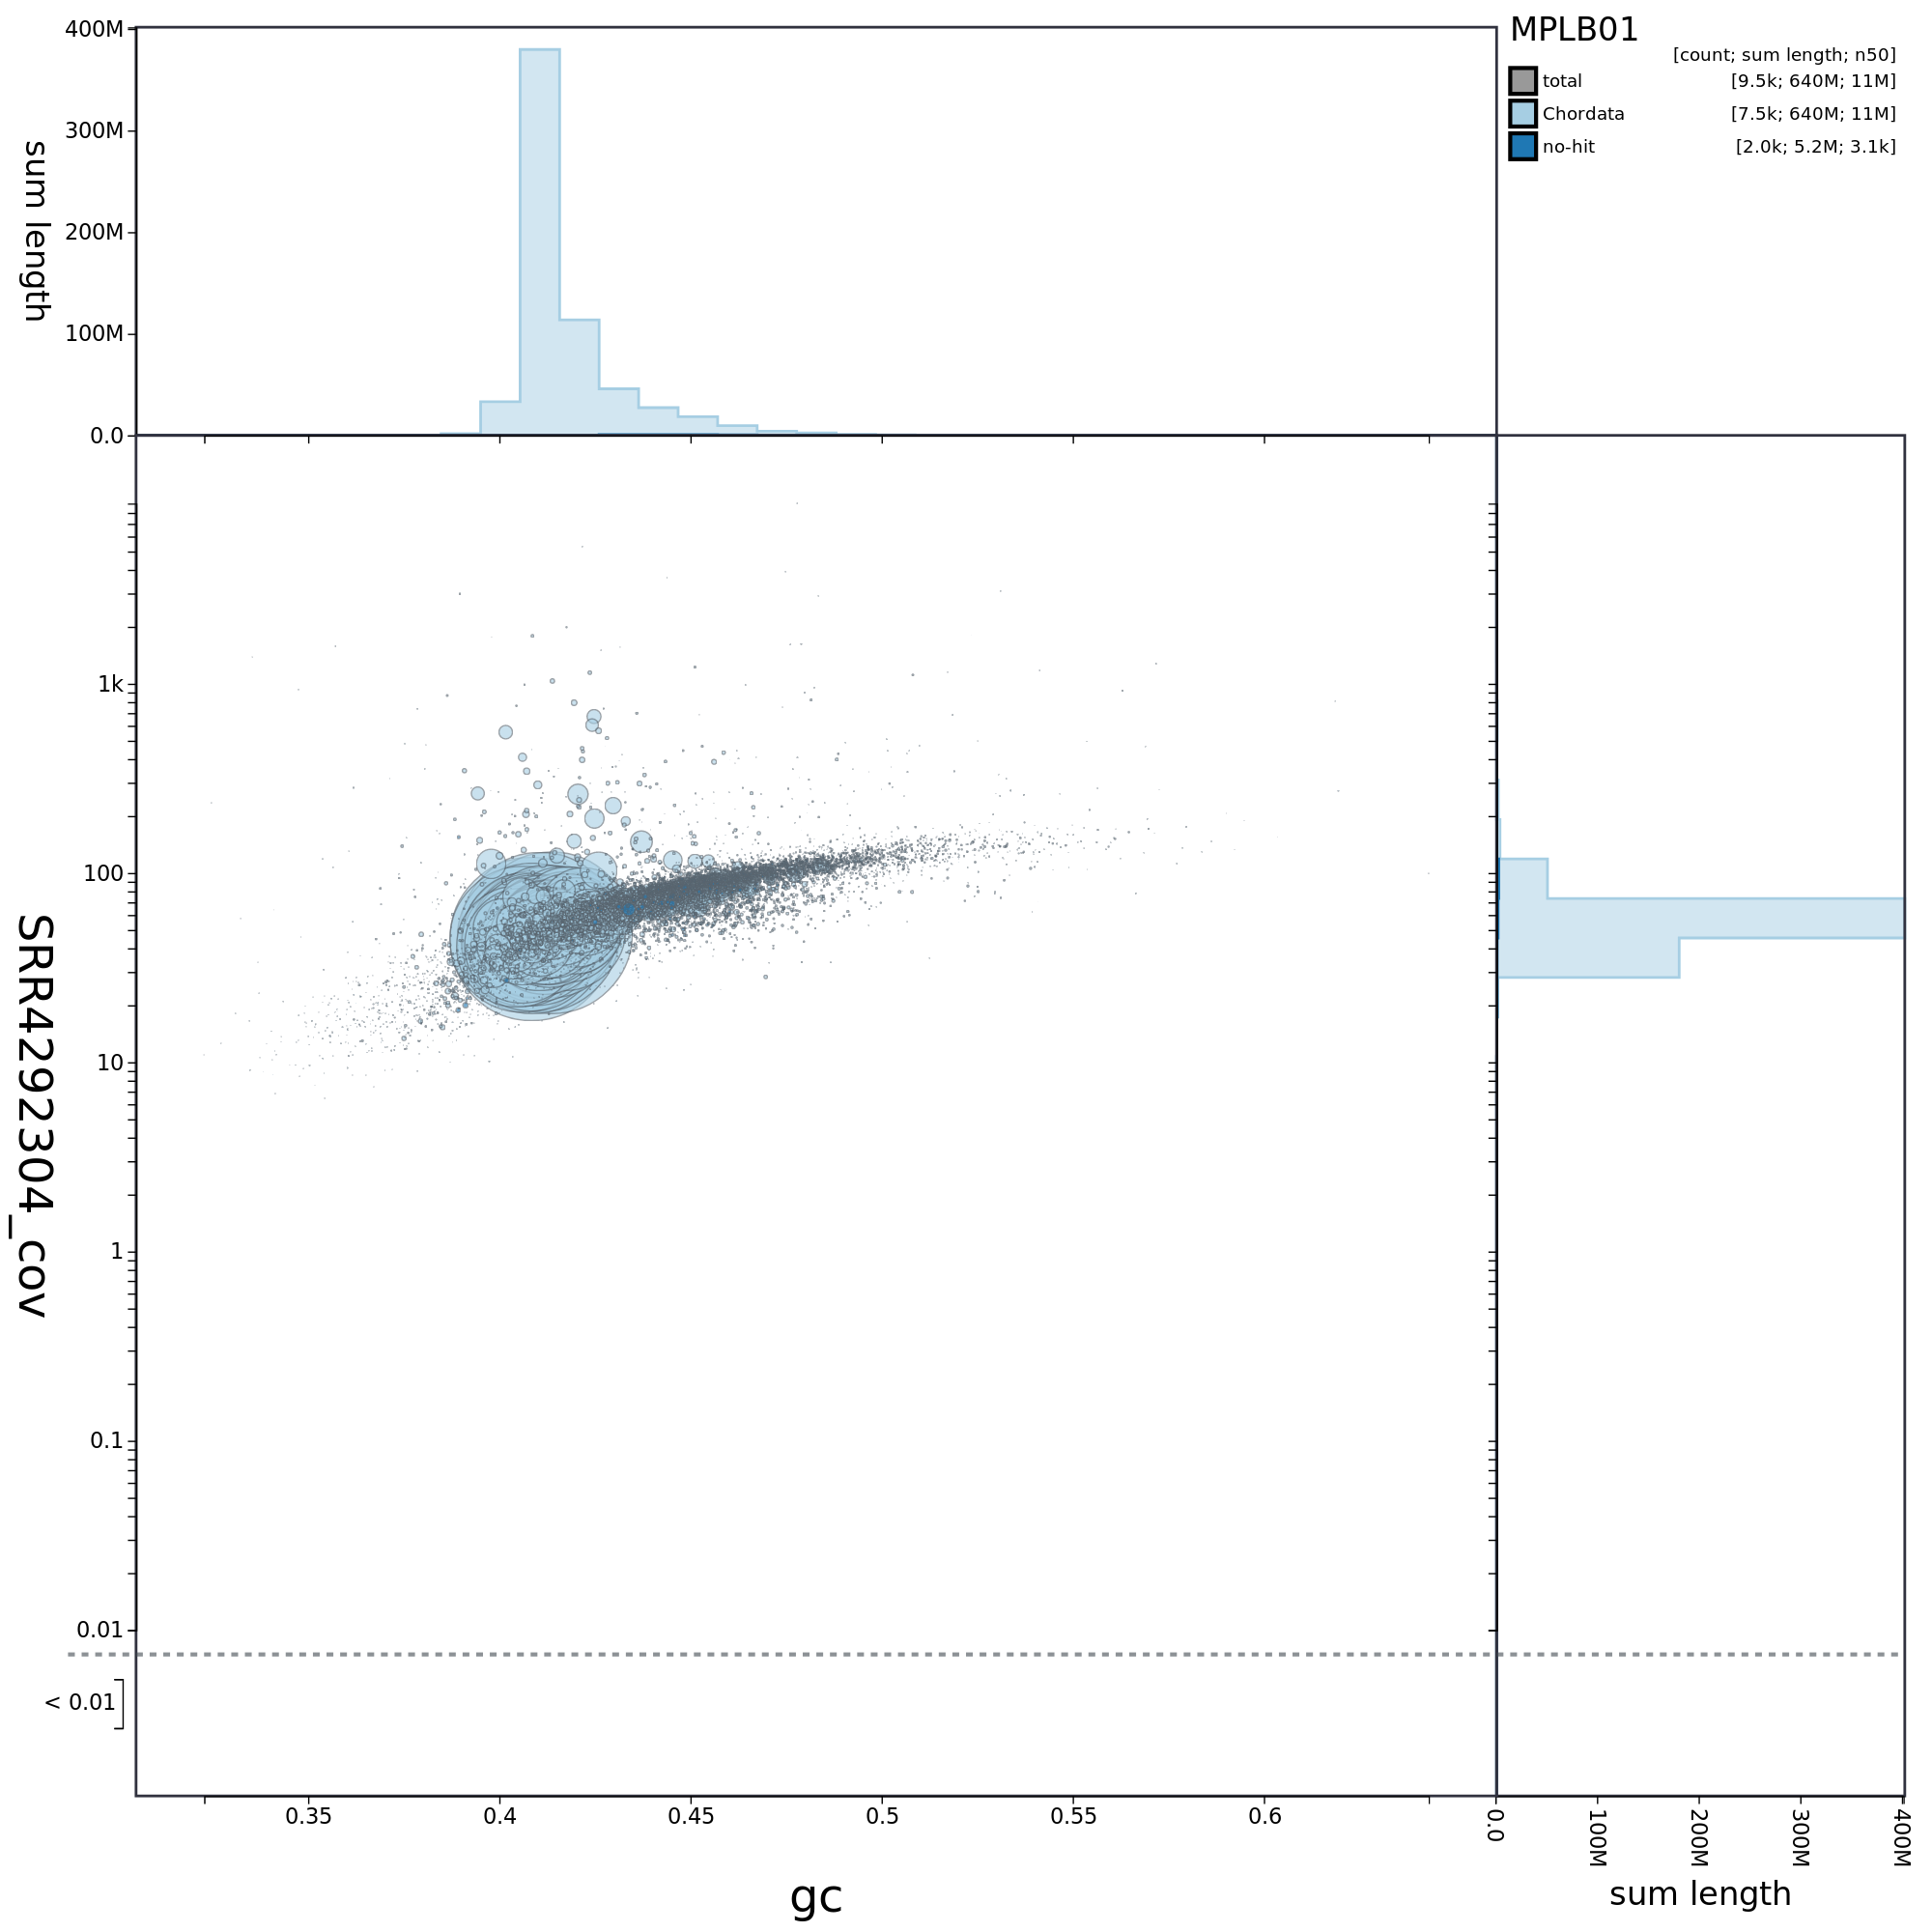 MPLB01
[count; sum length; n50]
total [9.5k; 640M; 11M]
Chordata [7.5k; 640M; 11M]
no-hit [2.0k; 5.2M; 3.1k]
sum length
400M
300M
200M
100M
0.0
SRR4292304_cov
1k
100
10
1
0.1
0.01
< 0.01
0.35 0.4 0.45 0.5 0.55 0.6
gc
0.0 100M 200M 300M 400M
sum length